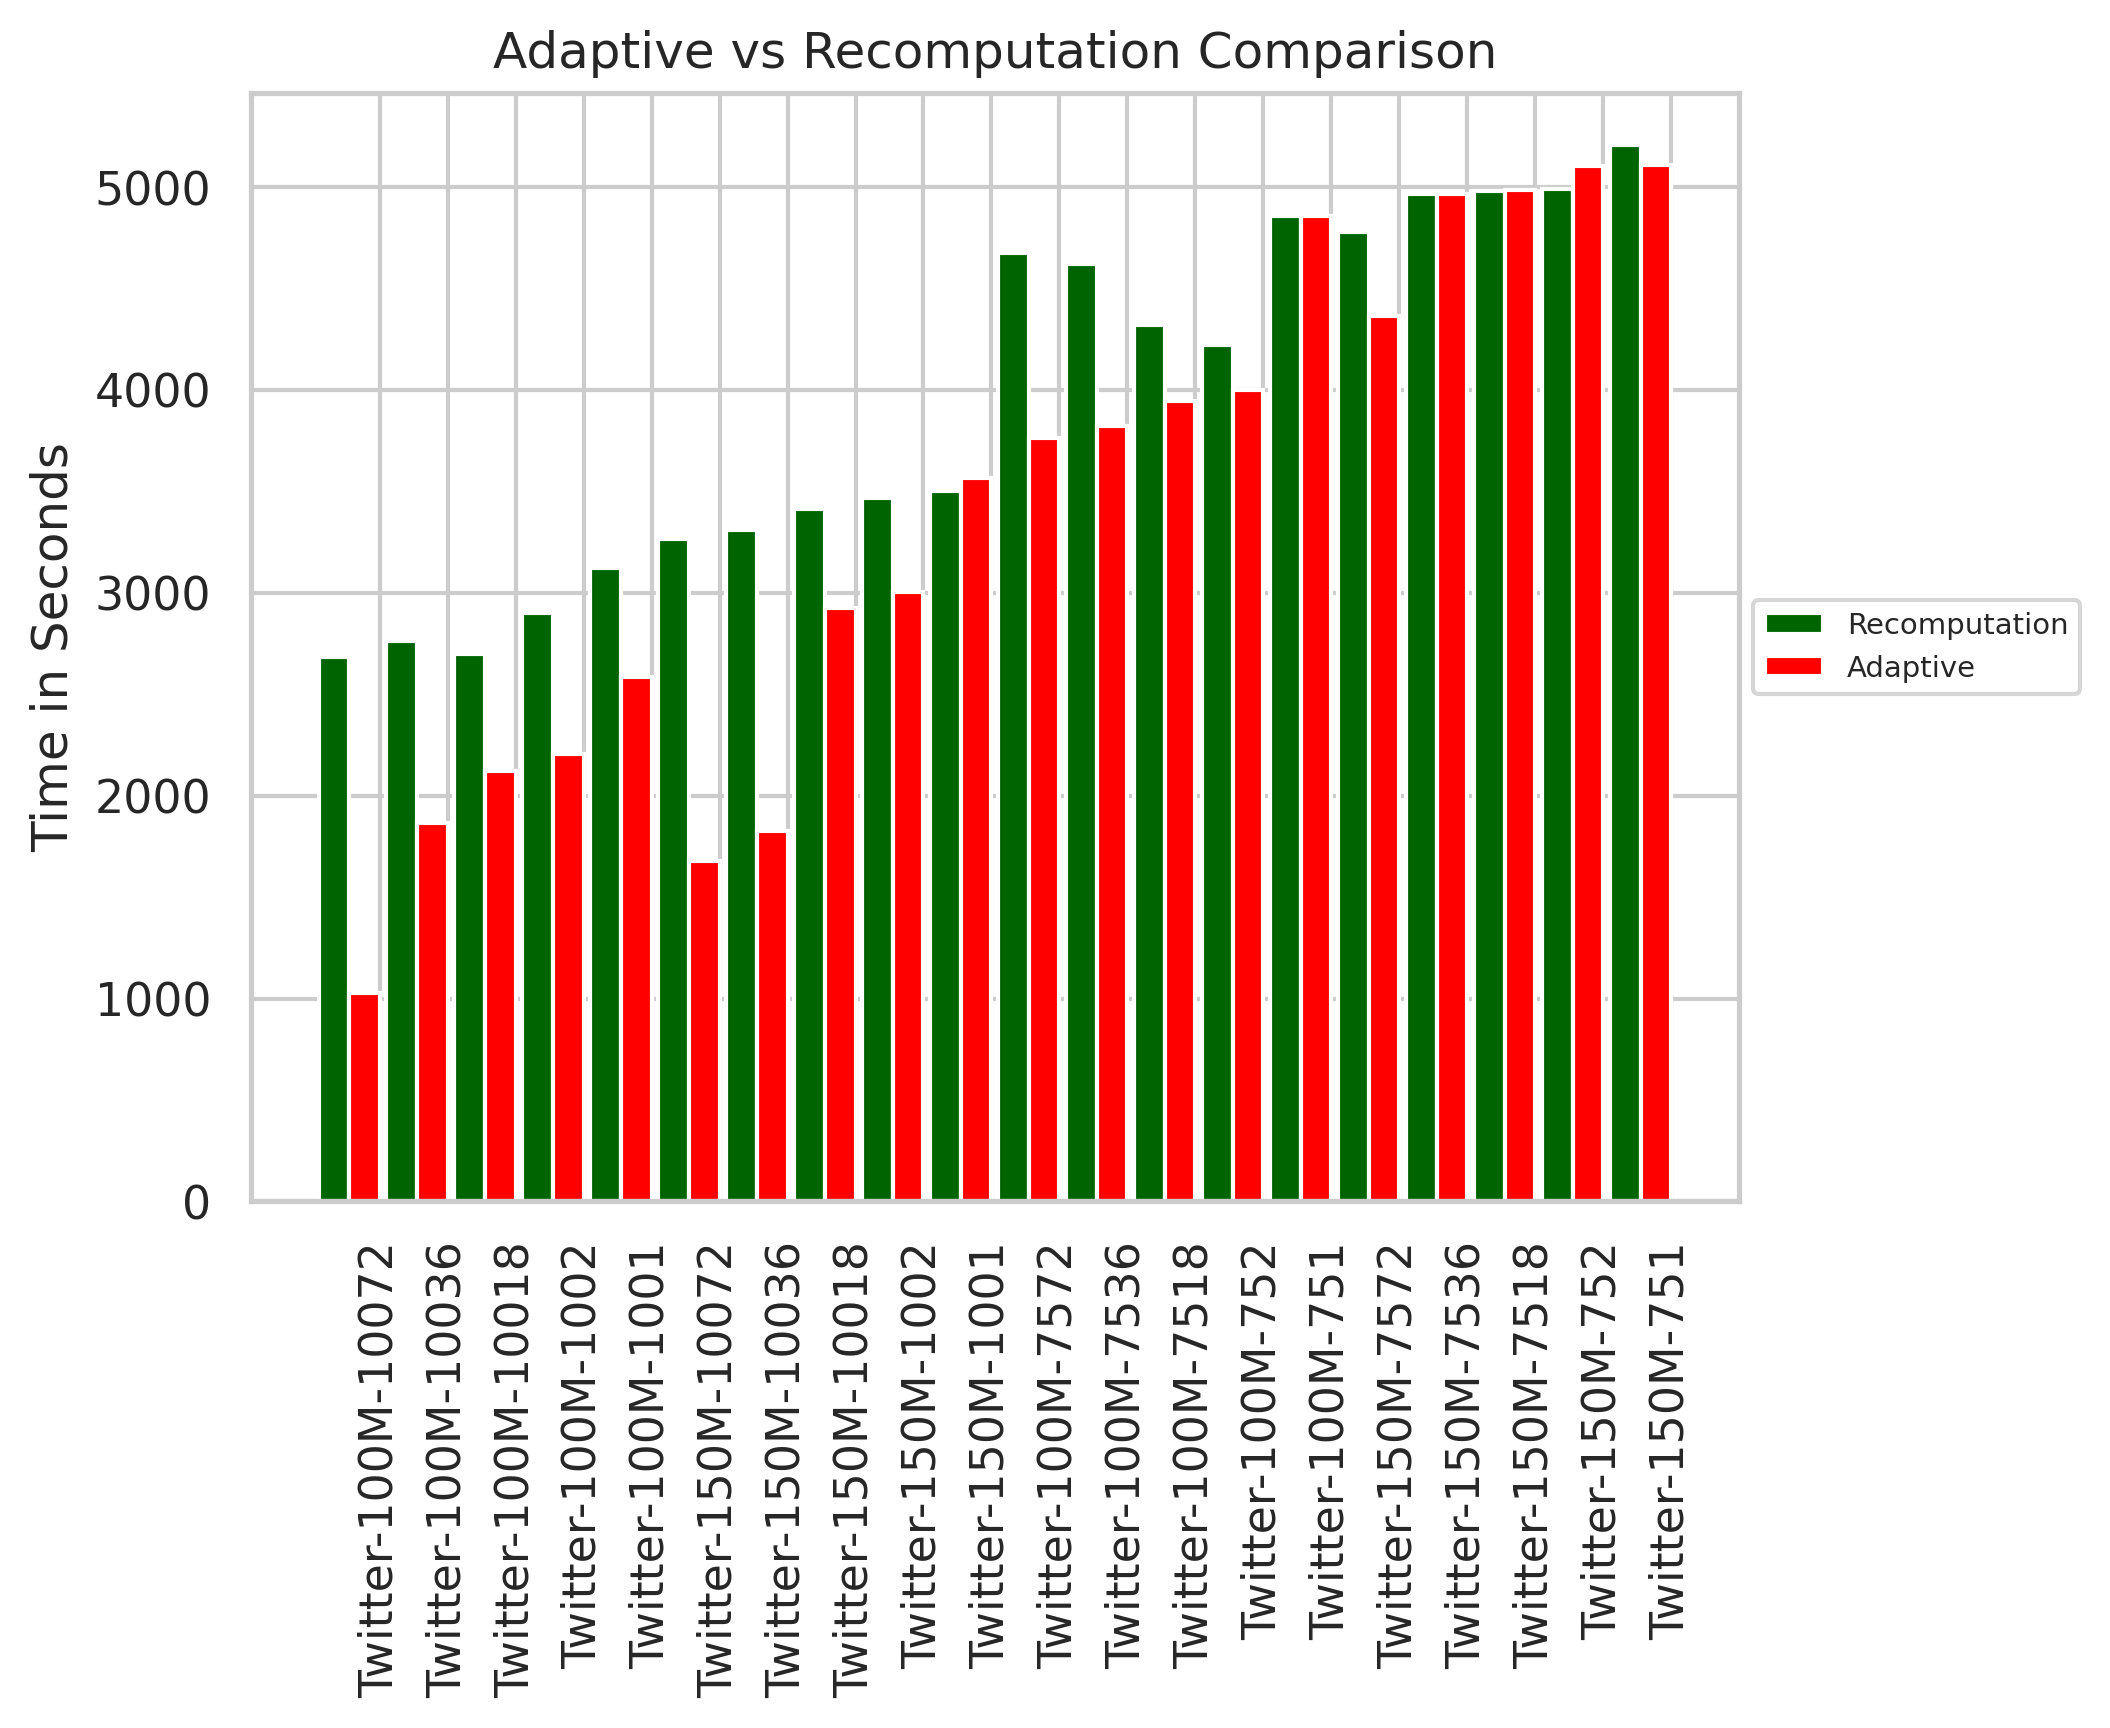 Adaptive vs Recomputation Comparison
Time in Seconds
5000
4000
3000
2000
1000
0
Recomputation
Adaptive
Twitter-100M-10072
Twitter-100M-10036
Twitter-100M-10018
Twitter-100M-1002
Twitter-100M-1001
Twitter-150M-10072
Twitter-150M-10036
Twitter-150M-10018
Twitter-150M-1002
Twitter-150M-1001
Twitter-100M-7572
Twitter-100M-7536
Twitter-100M-7518
Twitter-100M-752
Twitter-100M-751
Twitter-150M-7572
Twitter-150M-7536
Twitter-150M-7518
Twitter-150M-752
Twitter-150M-751